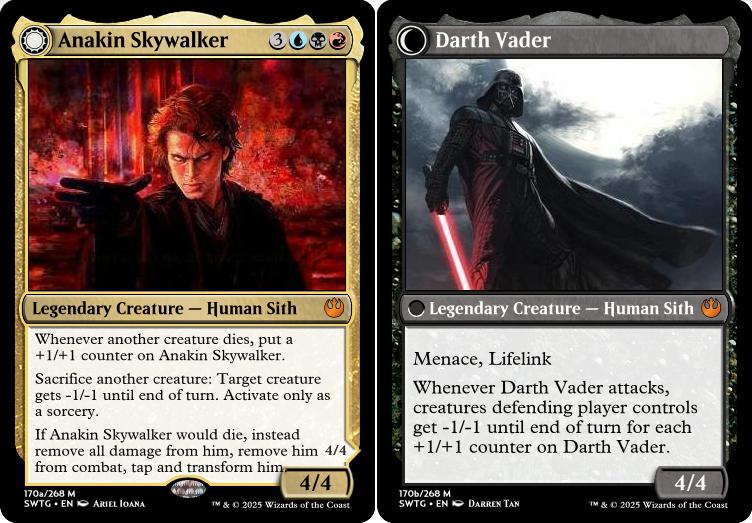 Anakin Skywalker 3
Legendary Creature — Human Sith
Whenever another creature dies, put a
+1/+1 counter on Anakin Skywalker.
Sacrifice another creature: Target creature
gets -1/-1 until end of turn. Activate only as
a sorcery.
If Anakin Skywalker would die, instead
remove all damage from him, remove him 4/4
from combat, tap and transform him.
4/4
170a/268 M
SWTG • EN Ariel Ioana
™ & © 2025 Wizards of the Coast
Darth Vader
Legendary Creature — Human Sith
Menace, Lifelink
Whenever Darth Vader attacks,
creatures defending player controls
get -1/-1 until end of turn for each
+1/+1 counter on Darth Vader.
4/4
170b/268 M
SWTG • EN Darren Tan
™ & © 2025 Wizards of the Coast